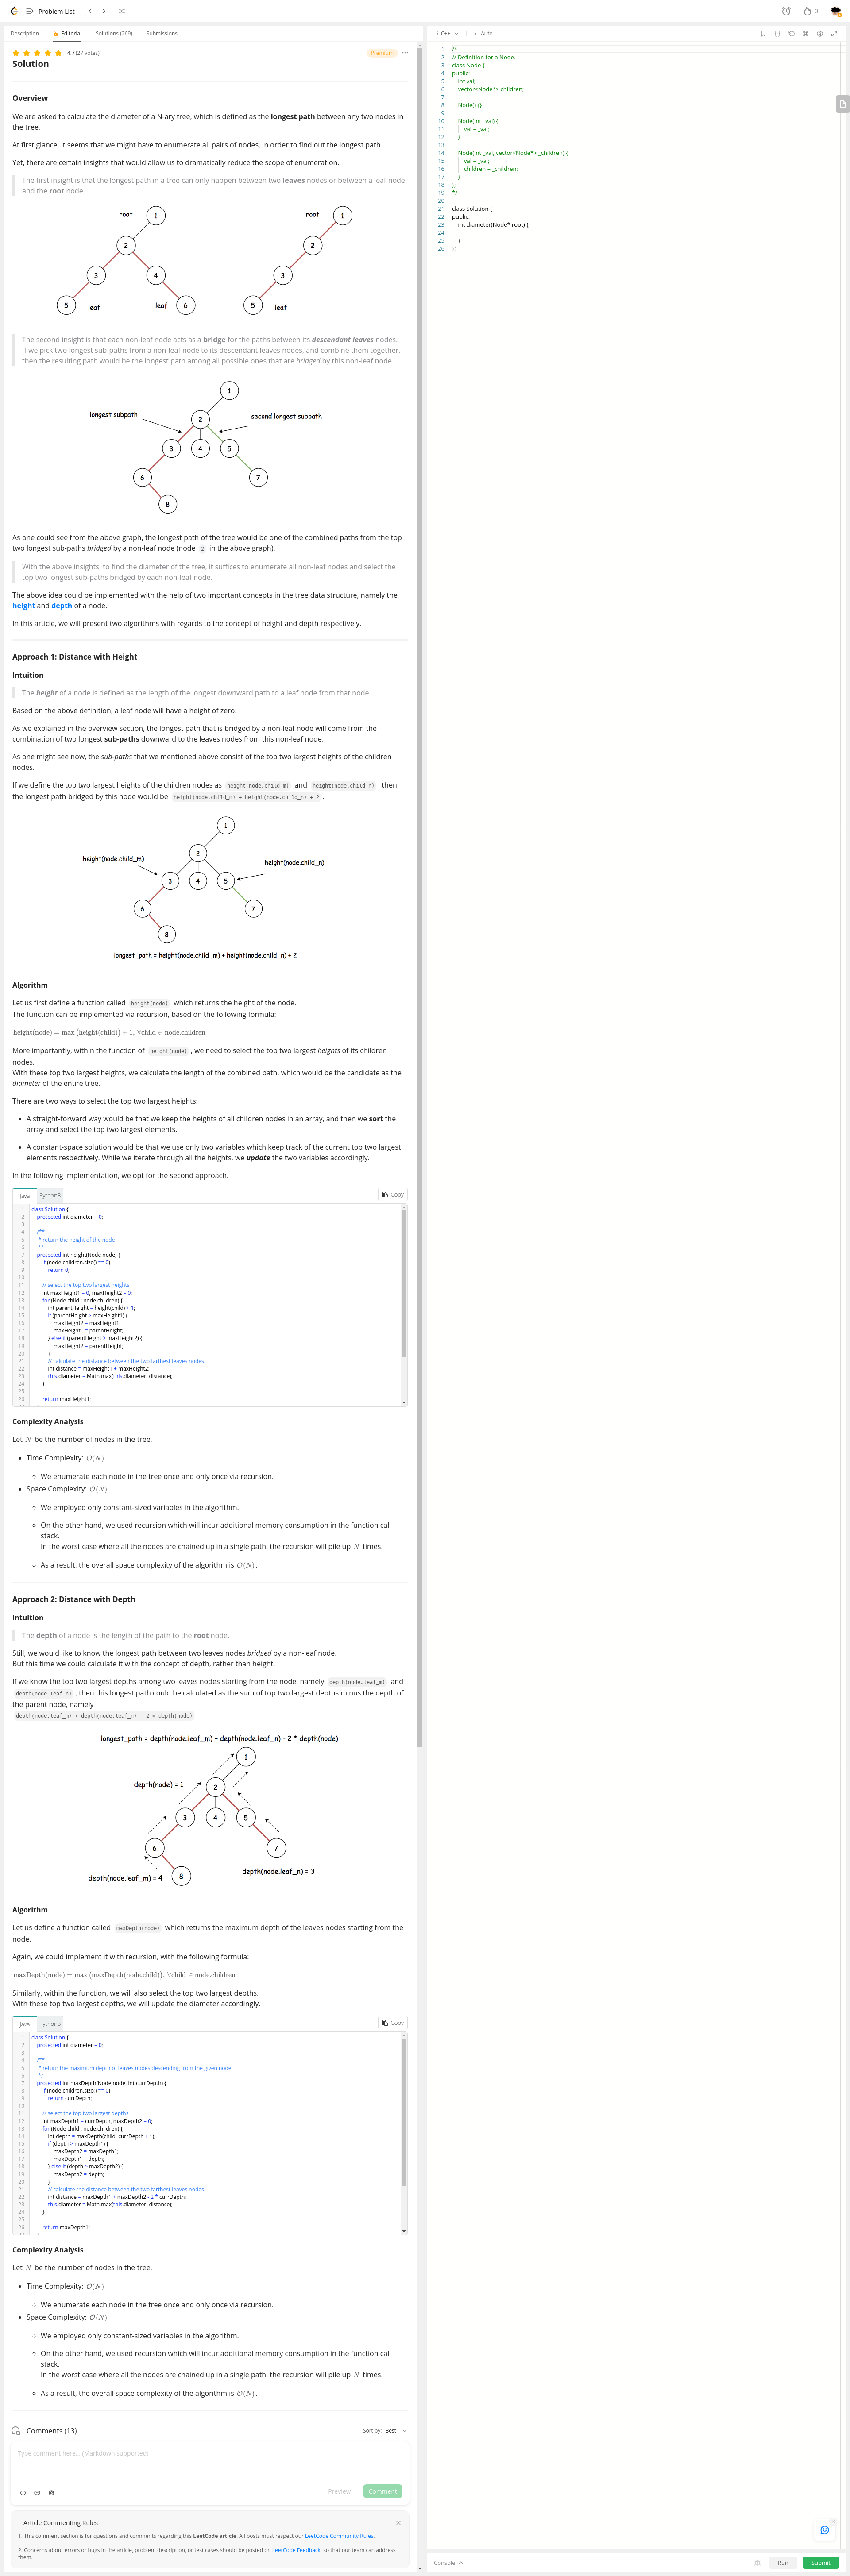 Problem List
0
Description
Editorial
Solutions (269)
Submissions
4.7 (27 votes)
Premium
Solution
Overview
We are asked to calculate the diameter of a N-ary tree, which is defined as the longest path between any two nodes in
the tree.
At first glance, it seems that we might have to enumerate all pairs of nodes, in order to find out the longest path.
Yet, there are certain insights that would allow us to dramatically reduce the scope of enumeration.
The first insight is that the longest path in a tree can only happen between two leaves nodes or between a leaf node
and the root node.
root 1 root 1
2 2
3 4 3
5 leaf leaf 6 5 leaf
The second insight is that each non-leaf node acts as a bridge for the paths between its descendant leaves nodes.
If we pick two longest sub-paths from a non-leaf node to its descendant leaves nodes, and combine them together,
then the resulting path would be the longest path among all possible ones that are bridged by this non-leaf node.
1
longest subpath 2 second longest subpath
3 4 5
6 7
8
As one could see from the above graph, the longest path of the tree would be one of the combined paths from the top
two longest sub-paths bridged by a non-leaf node (node 2 in the above graph).
With the above insights, to find the diameter of the tree, it suffices to enumerate all non-leaf nodes and select the
top two longest sub-paths bridged by each non-leaf node.
The above idea could be implemented with the help of two important concepts in the tree data structure, namely the
height and depth of a node.
In this article, we will present two algorithms with regards to the concept of height and depth respectively.
Approach 1: Distance with Height
Intuition
The height of a node is defined as the length of the longest downward path to a leaf node from that node.
Based on the above definition, a leaf node will have a height of zero.
As we explained in the overview section, the longest path that is bridged by a non-leaf node will come from the
combination of two longest sub-paths downward to the leaves nodes from this non-leaf node.
As one might see now, the sub-paths that we mentioned above consist of the top two largest heights of the children
nodes.
If we define the top two largest heights of the children nodes as height(node.child_m) and height(node.child_n) , then
the longest path bridged by this node would be height(node.child_m) + height(node.child_n) + 2 .
1
height(node.child_m) 2 height(node.child_n)
3 4 5
6 7
8
longest_path = height(node.child_m) + height(node.child_n) + 2
Algorithm
Let us first define a function called height(node) which returns the height of the node.
The function can be implemented via recursion, based on the following formula:
height(node) = max (height(child)) + 1, ∀child ∈ node.children
More importantly, within the function of height(node) , we need to select the top two largest heights of its children
nodes.
With these top two largest heights, we calculate the length of the combined path, which would be the candidate as the
diameter of the entire tree.
There are two ways to select the top two largest heights:
• A straight-forward way would be that we keep the heights of all children nodes in an array, and then we sort the
array and select the top two largest elements.
• A constant-space solution would be that we use only two variables which keep track of the current top two largest
elements respectively. While we iterate through all the heights, we update the two variables accordingly.
In the following implementation, we opt for the second approach.
Java
Python3
Copy
1 class Solution {
2 protected int diameter = 0;
3
4 /**
5 * return the height of the node
6 */
7 protected int height(Node node) {
8 if (node.children.size() == 0)
9 return 0;
10
11 // select the top two largest heights
12 int maxHeight1 = 0, maxHeight2 = 0;
13 for (Node child : node.children) {
14 int parentHeight = height(child) + 1;
15 if (parentHeight > maxHeight1) {
16 maxHeight2 = maxHeight1;
17 maxHeight1 = parentHeight;
18 } else if (parentHeight > maxHeight2) {
19 maxHeight2 = parentHeight;
20 }
21 // calculate the distance between the two farthest leaves nodes.
22 int distance = maxHeight1 + maxHeight2;
23 this.diameter = Math.max(this.diameter, distance);
24 }
25
26 return maxHeight1;
Complexity Analysis
Let N be the number of nodes in the tree.
• Time Complexity: O(N)
◦ We enumerate each node in the tree once and only once via recursion.
• Space Complexity: O(N)
◦ We employed only constant-sized variables in the algorithm.
◦ On the other hand, we used recursion which will incur additional memory consumption in the function call
stack.
In the worst case where all the nodes are chained up in a single path, the recursion will pile up N times.
◦ As a result, the overall space complexity of the algorithm is O(N).
Approach 2: Distance with Depth
Intuition
The depth of a node is the length of the path to the root node.
Still, we would like to know the longest path between two leaves nodes bridged by a non-leaf node.
But this time we could calculate it with the concept of depth, rather than height.
If we know the top two largest depths among two leaves nodes starting from the node, namely depth(node.leaf_m) and
depth(node.leaf_n) , then this longest path could be calculated as the sum of top two largest depths minus the depth of
the parent node, namely
depth(node.leaf_m) + depth(node.leaf_n) - 2 * depth(node) .
longest_path = depth(node.leaf_m) + depth(node.leaf_n) - 2 * depth(node)
1
depth(node) = 1 2
3 4 5
6 7
depth(node.leaf_m) = 4 8 depth(node.leaf_n) = 3
Algorithm
Let us define a function called maxDepth(node) which returns the maximum depth of the leaves nodes starting from the
node.
Again, we could implement it with recursion, with the following formula:
maxDepth(node) = max (maxDepth(node.child)), ∀child ∈ node.children
Similarly, within the function, we will also select the top two largest depths.
With these top two largest depths, we will update the diameter accordingly.
Java
Python3
Copy
1 class Solution {
2 protected int diameter = 0;
3
4 /**
5 * return the maximum depth of leaves nodes descending from the given node
6 */
7 protected int maxDepth(Node node, int currDepth) {
8 if (node.children.size() == 0)
9 return currDepth;
10
11 // select the top two largest depths
12 int maxDepth1 = currDepth, maxDepth2 = 0;
13 for (Node child : node.children) {
14 int depth = maxDepth(child, currDepth + 1);
15 if (depth > maxDepth1) {
16 maxDepth2 = maxDepth1;
17 maxDepth1 = depth;
18 } else if (depth > maxDepth2) {
19 maxDepth2 = depth;
20 }
21 // calculate the distance between the two farthest leaves nodes.
22 int distance = maxDepth1 + maxDepth2 - 2 * currDepth;
23 this.diameter = Math.max(this.diameter, distance);
24 }
25
26 return maxDepth1;
Complexity Analysis
Let N be the number of nodes in the tree.
• Time Complexity: O(N)
◦ We enumerate each node in the tree once and only once via recursion.
• Space Complexity: O(N)
◦ We employed only constant-sized variables in the algorithm.
◦ On the other hand, we used recursion which will incur additional memory consumption in the function call
stack.
In the worst case where all the nodes are chained up in a single path, the recursion will pile up N times.
◦ As a result, the overall space complexity of the algorithm is O(N).
Comments (13)
Sort by: Best
Type comment here... (Markdown supported)
Preview
Comment
Article Commenting Rules
1. This comment section is for questions and comments regarding this LeetCode article. All posts must respect our LeetCode Community Rules.
2. Concerns about errors or bugs in the article, problem description, or test cases should be posted on LeetCode Feedback, so that our team can address
them.
i C++
Auto
1 /*
2 // Definition for a Node.
3 class Node {
4 public:
5 int val;
6 vector<Node*> children;
7
8 Node() {}
9
10 Node(int _val) {
11 val = _val;
12 }
13
14 Node(int _val, vector<Node*> _children) {
15 val = _val;
16 children = _children;
17 }
18 };
19 */
20
21 class Solution {
22 public:
23 int diameter(Node* root) {
24
25 }
26 };
Console
Run
Submit